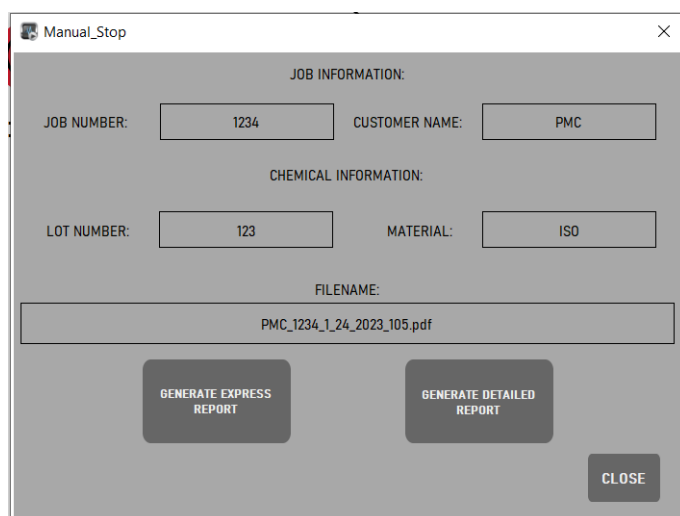 Manual_Stop
JOB INFORMATION:
JOB NUMBER: 1234 CUSTOMER NAME: PMC
CHEMICAL INFORMATION:
LOT NUMBER: 123 MATERIAL: ISO
FILENAME:
PMC_1234_1_24_2023_105.pdf
GENERATE EXPRESS
REPORT
GENERATE DETAILED
REPORT
CLOSE